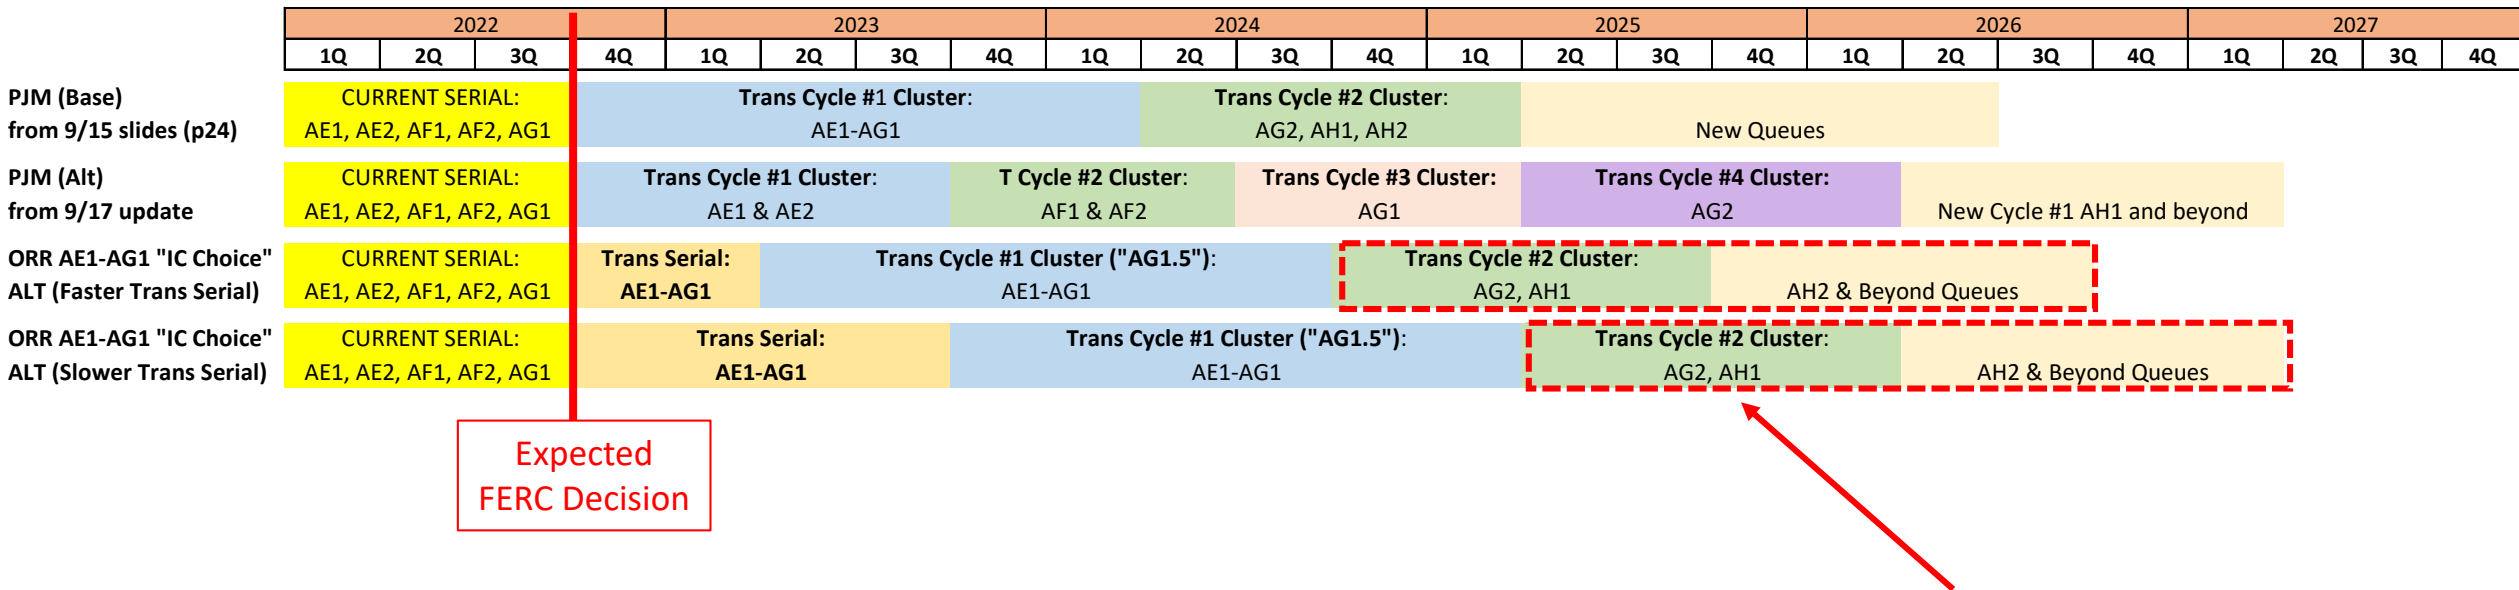 2022 2023 2024 2025 2026 2027
1Q 2Q 3Q 4Q 1Q 2Q 3Q 4Q 1Q 2Q 3Q 4Q 1Q 2Q 3Q 4Q 1Q 2Q 3Q 4Q 1Q 2Q 3Q 4Q
PJM (Base) CURRENT SERIAL: Trans Cycle #1 Cluster: Trans Cycle #2 Cluster:
from 9/15 slides (p24) AE1, AE2, AF1, AF2, AG1 AE1-AG1 AG2, AH1, AH2 New Queues
PJM (Alt) CURRENT SERIAL: Trans Cycle #1 Cluster: T Cycle #2 Cluster: Trans Cycle #3 Cluster: Trans Cycle #4 Cluster:
from 9/17 update AE1, AE2, AF1, AF2, AG1 AE1 & AE2 AF1 & AF2 AG1 AG2 New Cycle #1 AH1 and beyond
ORR AE1-AG1 "IC Choice" CURRENT SERIAL: Trans Serial: Trans Cycle #1 Cluster ("AG1.5"): Trans Cycle #2 Cluster:
ALT (Faster Trans Serial) AE1, AE2, AF1, AF2, AG1 AE1-AG1 AE1-AG1 AG2, AH1 AH2 & Beyond Queues
ORR AE1-AG1 "IC Choice" CURRENT SERIAL: Trans Serial: Trans Cycle #1 Cluster ("AG1.5"): Trans Cycle #2 Cluster:
ALT (Slower Trans Serial) AE1, AE2, AF1, AF2, AG1 AE1-AG1 AE1-AG1 AG2, AH1 AH2 & Beyond Queues
Expected
FERC Decision